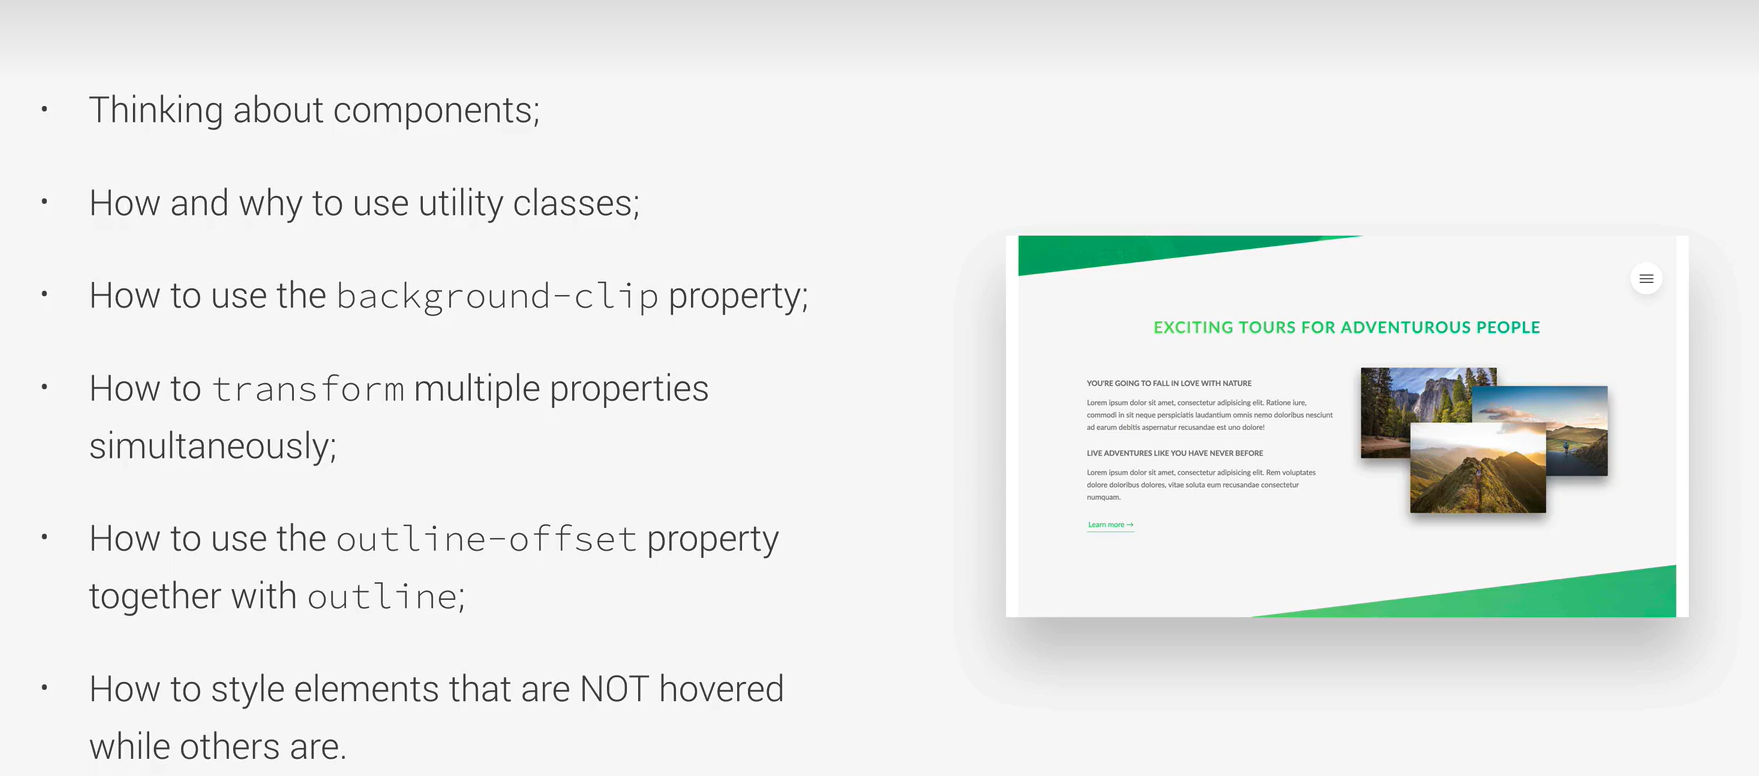 Thinking about components;
How and why to use utility classes;
How to use the background-clip property;
How to transform multiple properties
simultaneously;
How to use the outline-offset property
together with outline;
How to style elements that are NOT hovered
while others are.
EXCITING TOURS FOR ADVENTUROUS PEOPLE
YOU'RE GOING TO FALL IN LOVE WITH NATURE
Lorem ipsum dolor sit amet, consectetur adipisicing elit. Ratione iure,
commodi in sit neque perspiciatis laudantium omnis nemo doloribus nesciunt
ad earum debitis aspernatur recusandae est uno dolore!
LIVE ADVENTURES LIKE YOU HAVE NEVER BEFORE
Lorem ipsum dolor sit amet, consectetur adipisicing elit. Rem voluptates
dolore doloribus dolores, vitae soluta eum recusandae consectetur
numquam.
Learn more →